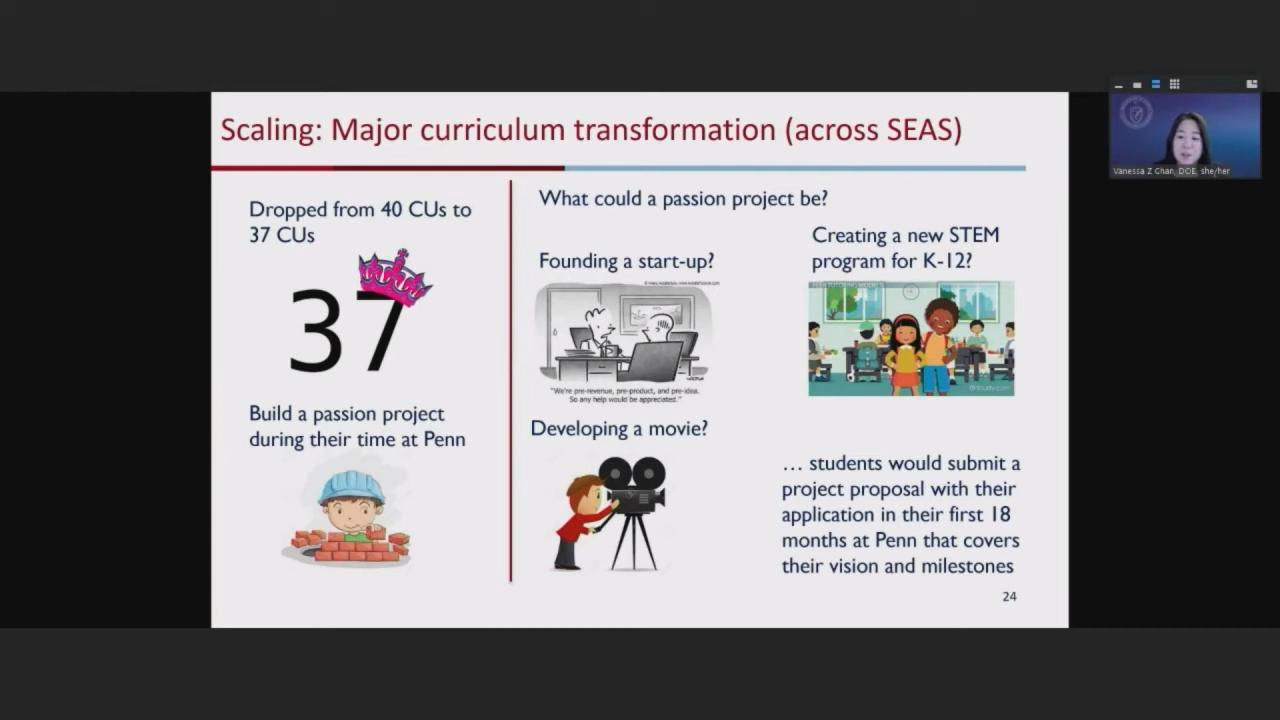 Scaling: Major curriculum transformation (across SEAS)
Dropped from 40 CUs to
37 CUs
37
Build a passion project
during their time at Penn
What could a passion project be?
Founding a start-up?
"We're pre-revenue, pre-product, and pre-idea.
So any help would be appreciated."
Developing a movie?
Creating a new STEM
program for K-12?
… students would submit a
project proposal with their
application in their first 18
months at Penn that covers
their vision and milestones
24
Vanessa Z Chan, DOE, she/her